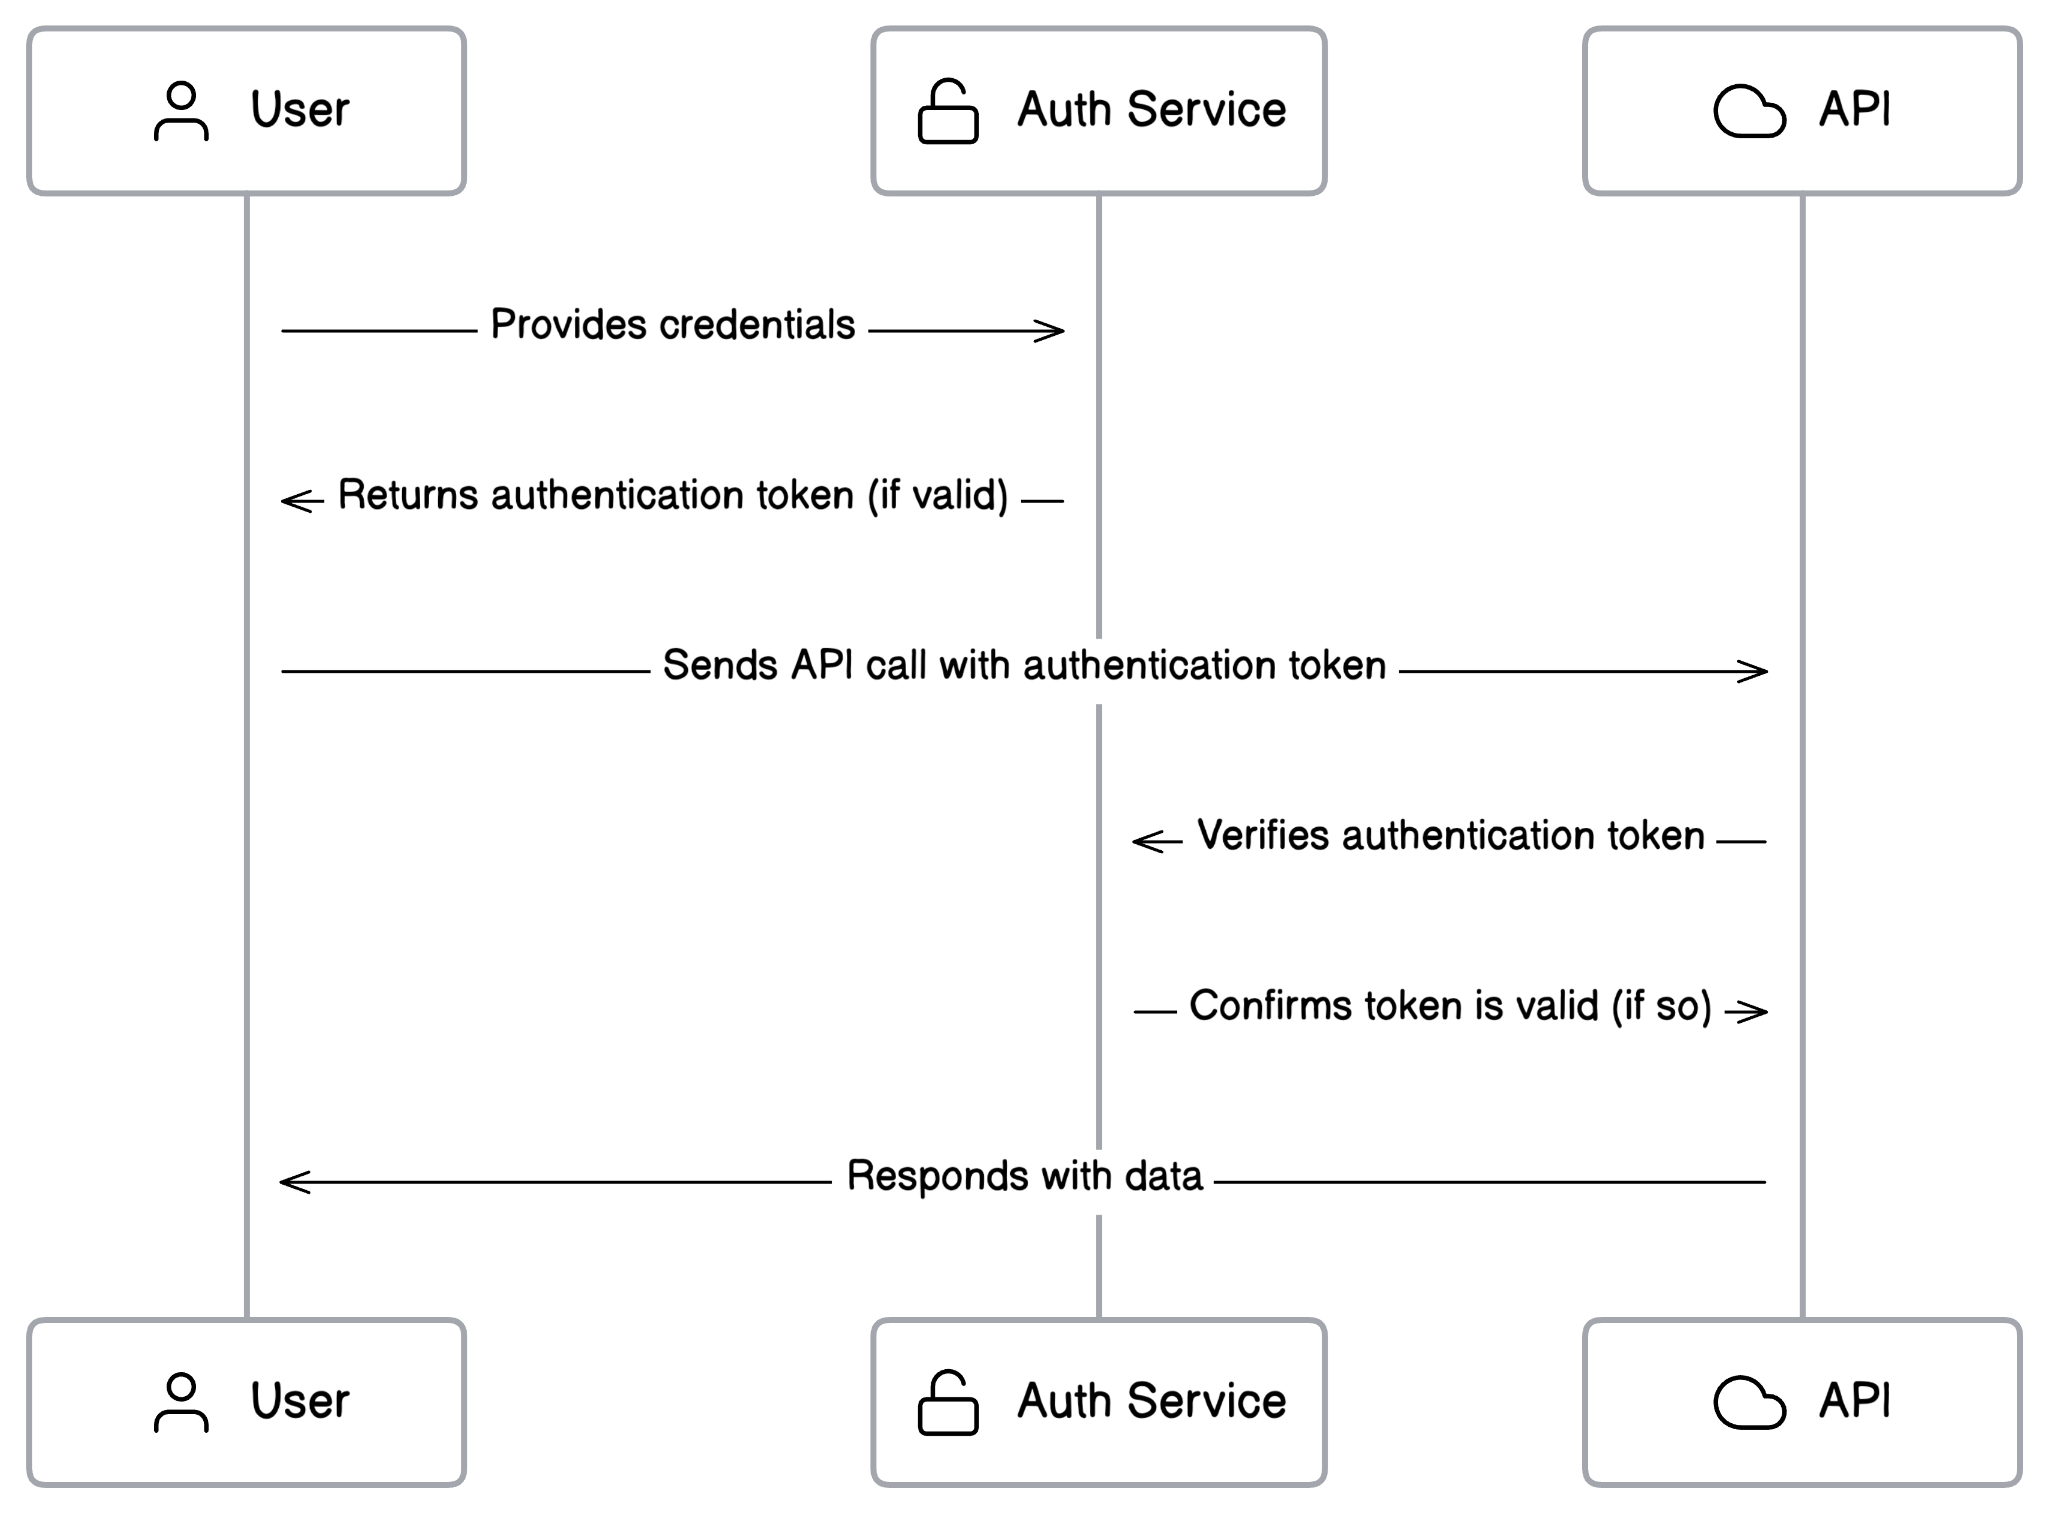 User
Auth Service
API
Provides credentials
Returns authentication token (if valid)
Sends API call with authentication token
Verifies authentication token
Confirms token is valid (if so)
Responds with data
User
Auth Service
API